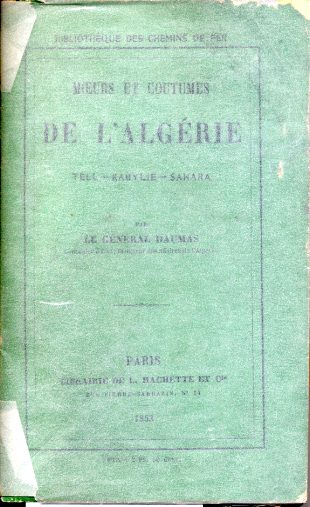 BIBLIOTHÈQUE DES CHEMINS DE FER
MŒURS ET COUTUMES
DE L'ALGÉRIE
TELL — KABYLIE — SAHARA
PAR
LE GÉNÉRAL DAUMAS
PARIS
LIBRAIRIE DE L. HACHETTE ET Cie
RUE PIERRE-SARRAZIN, N° 14
1853